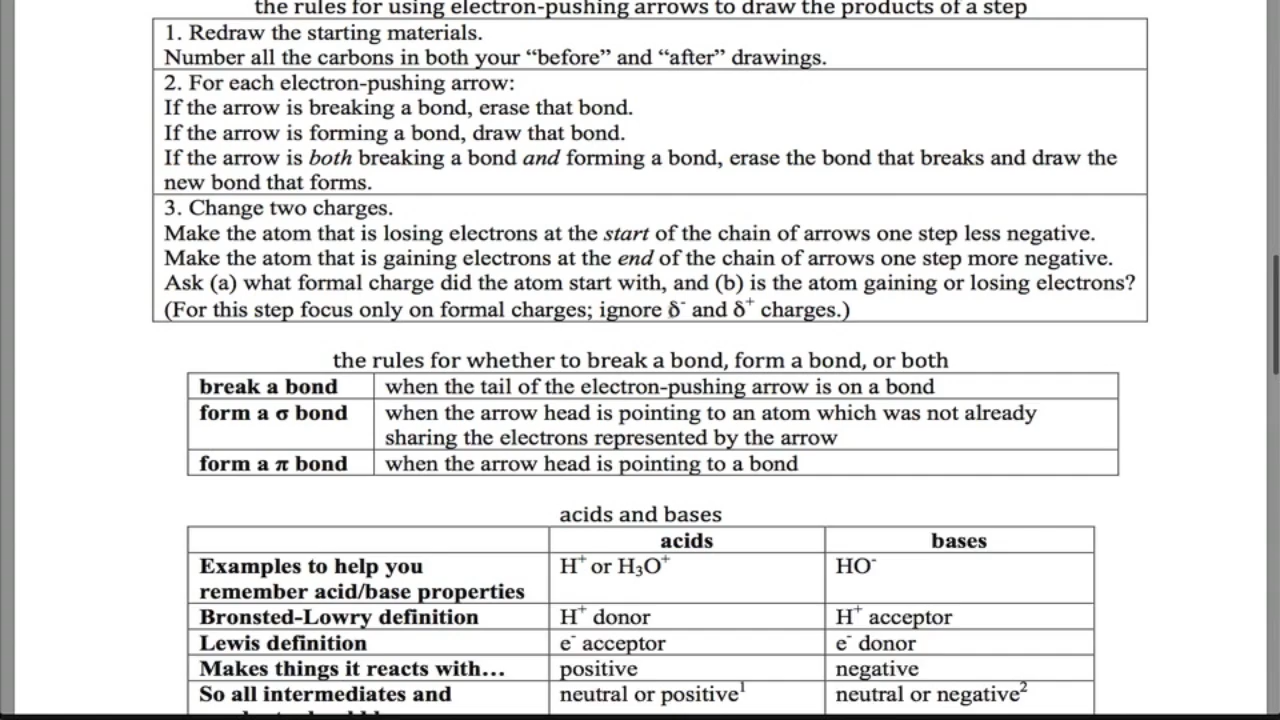 the rules for using electron-pushing arrows to draw the products of a step
1. Redraw the starting materials.
Number all the carbons in both your “before” and “after” drawings.
2. For each electron-pushing arrow:
If the arrow is breaking a bond, erase that bond.
If the arrow is forming a bond, draw that bond.
If the arrow is both breaking a bond and forming a bond, erase the bond that breaks and draw the
new bond that forms.
3. Change two charges.
Make the atom that is losing electrons at the start of the chain of arrows one step less negative.
Make the atom that is gaining electrons at the end of the chain of arrows one step more negative.
Ask (a) what formal charge did the atom start with, and (b) is the atom gaining or losing electrons?
(For this step focus only on formal charges; ignore δ⁻ and δ⁺ charges.)
the rules for whether to break a bond, form a bond, or both
break a bond when the tail of the electron-pushing arrow is on a bond
form a σ bond when the arrow head is pointing to an atom which was not already
sharing the electrons represented by the arrow
form a π bond when the arrow head is pointing to a bond
acids and bases
acids bases
Examples to help you H⁺ or H₃O⁺ HO⁻
remember acid/base properties
Bronsted-Lowry definition H⁺ donor H⁺ acceptor
Lewis definition e⁻ acceptor e⁻ donor
Makes things it reacts with… positive negative
So all intermediates and neutral or positive¹ neutral or negative²